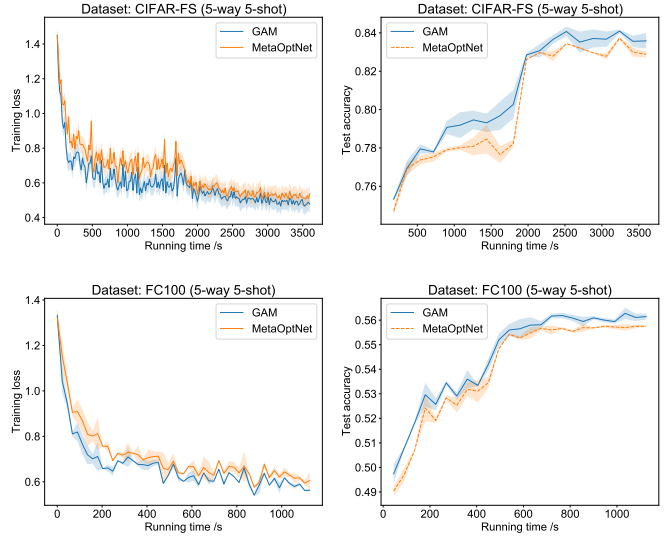 Dataset: CIFAR-FS (5-way 5-shot)
GAM
MetaOptNet
Training loss
1.4
1.2
1.0
0.8
0.6
0.4
0 500 1000 1500 2000 2500 3000 3500
Running time /s
Dataset: CIFAR-FS (5-way 5-shot)
GAM
MetaOptNet
Test accuracy
0.84
0.82
0.80
0.78
0.76
500 1000 1500 2000 2500 3000 3500
Running time /s
Dataset: FC100 (5-way 5-shot)
GAM
MetaOptNet
Training loss
1.4
1.2
1.0
0.8
0.6
0 200 400 600 800 1000
Running time /s
Dataset: FC100 (5-way 5-shot)
GAM
MetaOptNet
Test accuracy
0.56
0.55
0.54
0.53
0.52
0.51
0.50
0.49
0 200 400 600 800 1000
Running time /s